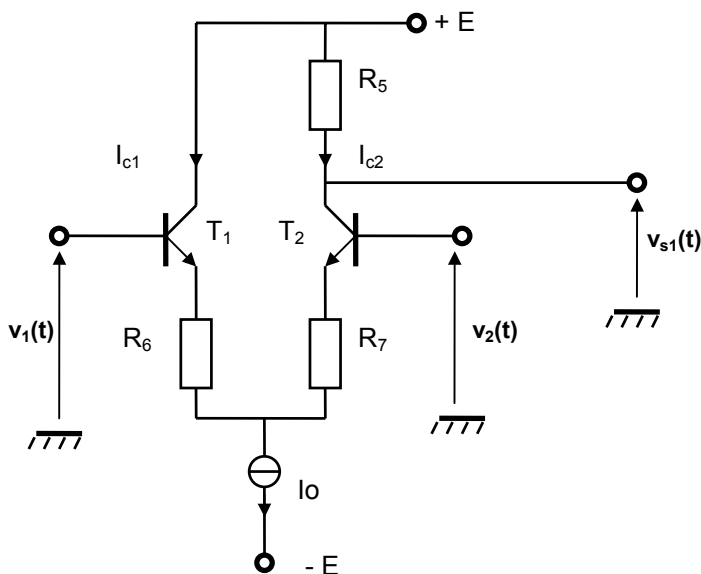 + E
R5
Ic1
Ic2
T1
T2
vs1(t)
v1(t)
R6
R7
v2(t)
Io
- E